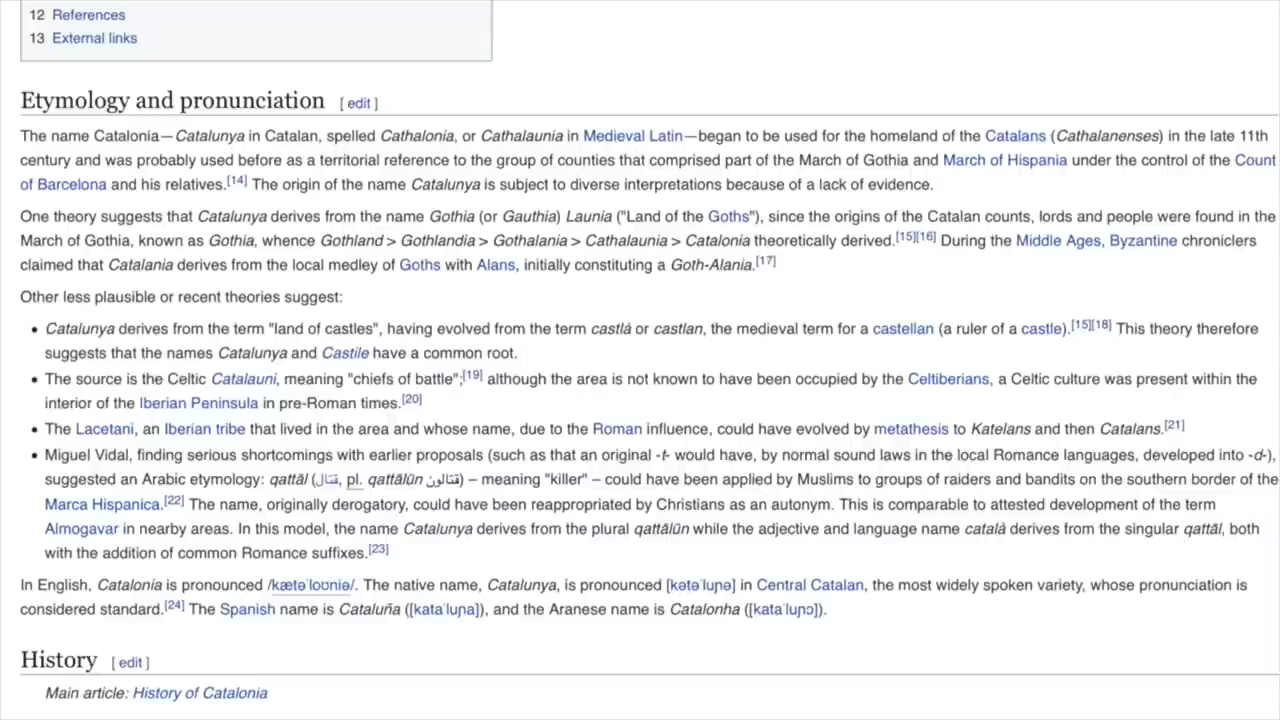 12 References
13 External links
Etymology and pronunciation [ edit ]
The name Catalonia—Catalunya in Catalan, spelled Cathalonia, or Cathalaunia in Medieval Latin—began to be used for the homeland of the Catalans (Cathalanenses) in the late 11th
century and was probably used before as a territorial reference to the group of counties that comprised part of the March of Gothia and March of Hispania under the control of the Count
of Barcelona and his relatives.[14] The origin of the name Catalunya is subject to diverse interpretations because of a lack of evidence.
One theory suggests that Catalunya derives from the name Gothia (or Gauthia) Launia ("Land of the Goths"), since the origins of the Catalan counts, lords and people were found in the
March of Gothia, known as Gothia, whence Gothland > Gothlandia > Gothalania > Cathalaunia > Catalonia theoretically derived.[15][16] During the Middle Ages, Byzantine chroniclers
claimed that Catalania derives from the local medley of Goths with Alans, initially constituting a Goth-Alania.[17]
Other less plausible or recent theories suggest:
• Catalunya derives from the term "land of castles", having evolved from the term castlà or castlan, the medieval term for a castellan (a ruler of a castle).[15][18] This theory therefore
suggests that the names Catalunya and Castile have a common root.
• The source is the Celtic Catalauni, meaning "chiefs of battle";[19] although the area is not known to have been occupied by the Celtiberians, a Celtic culture was present within the
interior of the Iberian Peninsula in pre-Roman times.[20]
• The Lacetani, an Iberian tribe that lived in the area and whose name, due to the Roman influence, could have evolved by metathesis to Katelans and then Catalans.[21]
• Miguel Vidal, finding serious shortcomings with earlier proposals (such as that an original -t- would have, by normal sound laws in the local Romance languages, developed into -d-),
suggested an Arabic etymology: qattāl (قتال, pl. qattālūn قتالون) – meaning "killer" – could have been applied by Muslims to groups of raiders and bandits on the southern border of the
Marca Hispanica.[22] The name, originally derogatory, could have been reappropriated by Christians as an autonym. This is comparable to attested development of the term
Almogavar in nearby areas. In this model, the name Catalunya derives from the plural qattālūn while the adjective and language name català derives from the singular qattāl, both
with the addition of common Romance suffixes.[23]
In English, Catalonia is pronounced /kætəˈloʊniə/. The native name, Catalunya, is pronounced [kətəˈluɲə] in Central Catalan, the most widely spoken variety, whose pronunciation is
considered standard.[24] The Spanish name is Cataluña ([kataˈluɲa]), and the Aranese name is Catalonha ([kataˈluɲɔ]).
History [ edit ]
Main article: History of Catalonia